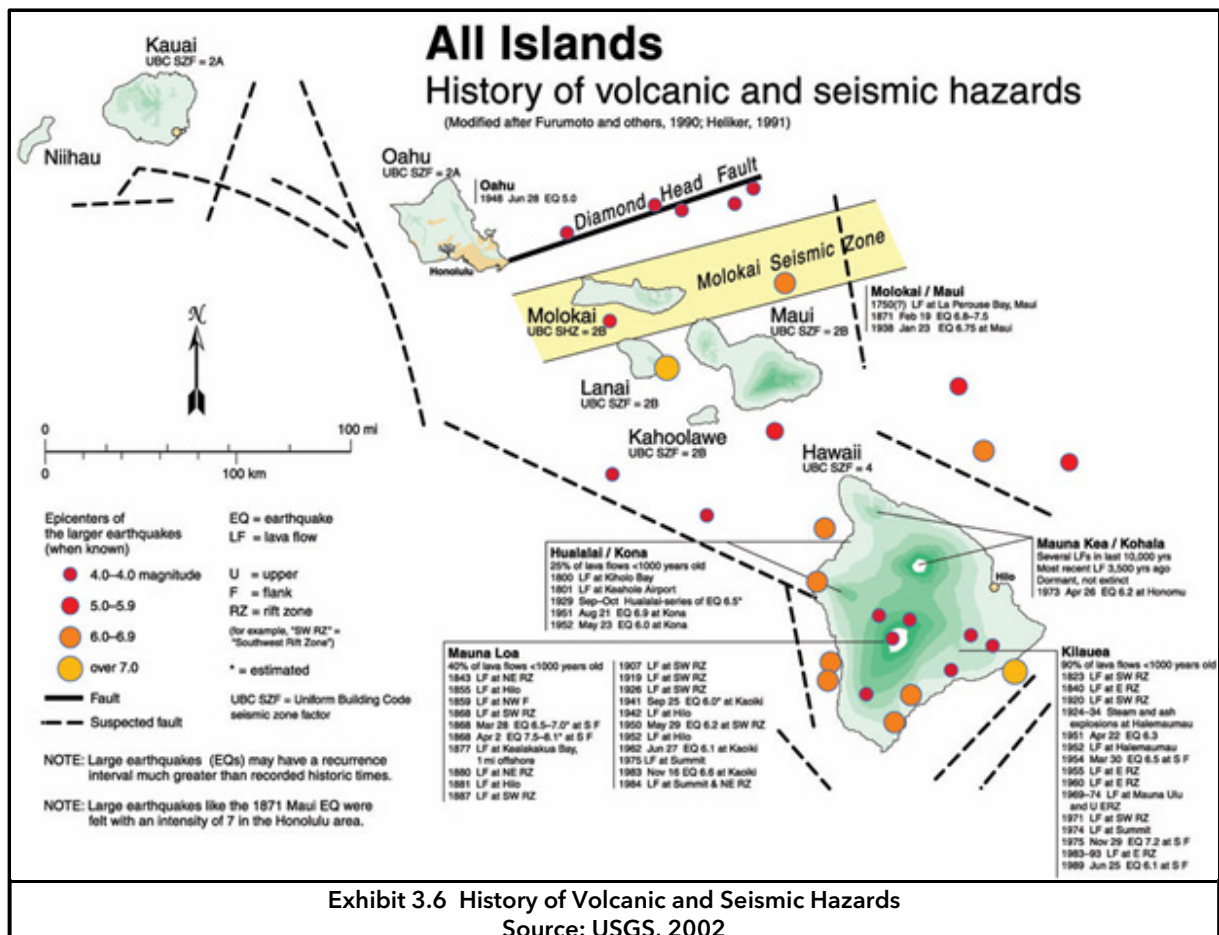 All Islands
History of volcanic and seismic hazards
(Modified after Furumoto and others, 1990; Heliker, 1991)
Kauai
UBC SZF = 2A
Niihau
Oahu
UBC SZF = 2A
Oahu
1948 Jun 28 EQ 5.0
Honolulu
Diamond Head Fault
Molokai Seismic Zone
Molokai
UBC SHZ = 2B
Maui
UBC SZF = 2B
Molokai / Maui
1750(?) LF at La Perouse Bay, Maui
1871 Feb 19 EQ 6.8–7.5
1938 Jan 23 EQ 6.75 at Maui
Lanai
UBC SZF = 2B
Kahoolawe
UBC SZF = 2B
Hawaii
UBC SZF = 4
N
0 100 mi
0 100 km
Epicenters of
the larger earthquakes
(when known)
4.0–4.0 magnitude
5.0–5.9
6.0–6.9
over 7.0
Fault
Suspected fault
EQ = earthquake
LF = lava flow
U = upper
F = flank
RZ = rift zone
(for example, "SW RZ" =
"Southwest Rift Zone")
* = estimated
UBC SZF = Uniform Building Code
seismic zone factor
NOTE: Large earthquakes (EQs) may have a recurrence
interval much greater than recorded historic times.
NOTE: Large earthquakes like the 1871 Maui EQ were
felt with an intensity of 7 in the Honolulu area.
Hualalai / Kona
25% of lava flows <1000 years old
1800 LF at Kiholo Bay
1801 LF at Keahole Airport
1929 Sep–Oct Hualalai-series of EQ 6.5*
1951 Aug 21 EQ 6.9 at Kona
1952 May 23 EQ 6.0 at Kona
Mauna Kea / Kohala
Several LFs in last 10,000 yrs
Most recent LF 3,500 yrs ago
Dormant, not extinct
1973 Apr 26 EQ 6.2 at Honomu
Hilo
Mauna Loa
40% of lava flows <1000 years old
1843 LF at NE RZ
1855 LF at Hilo
1859 LF at NW F
1868 LF at SW RZ
1868 Mar 28 EQ 6.5–7.0* at S F
1868 Apr 2 EQ 7.5–8.1* at S F
1877 LF at Kealakakua Bay,
1 mi offshore
1880 LF at NE RZ
1881 LF at Hilo
1887 LF at SW RZ
1907 LF at SW RZ
1919 LF at SW RZ
1926 LF at SW RZ
1941 Sep 25 EQ 6.0* at Kaoiki
1942 LF at Hilo
1950 May 29 EQ 6.2 at SW RZ
1952 LF at Hilo
1962 Jun 27 EQ 6.1 at Kaoiki
1975 LF at Summit
1983 Nov 16 EQ 6.6 at Kaoiki
1984 LF at Summit & NE RZ
Kilauea
90% of lava flows <1000 years old
1823 LF at SW RZ
1840 LF at E RZ
1920 LF at SW RZ
1924–34 Steam and ash
explosions at Halemaumau
1951 Apr 22 EQ 6.3
1952 LF at Halemaumau
1954 Mar 30 EQ 6.5 at S F
1955 LF at E RZ
1960 LF at E RZ
1969–74 LF at Mauna Ulu
and U ERZ
1971 LF at SW RZ
1974 LF at Summit
1975 Nov 29 EQ 7.2 at S F
1983–93 LF at E RZ
1989 Jun 25 EQ 6.1 at S F
Exhibit 3.6 History of Volcanic and Seismic Hazards
Source: USGS, 2002